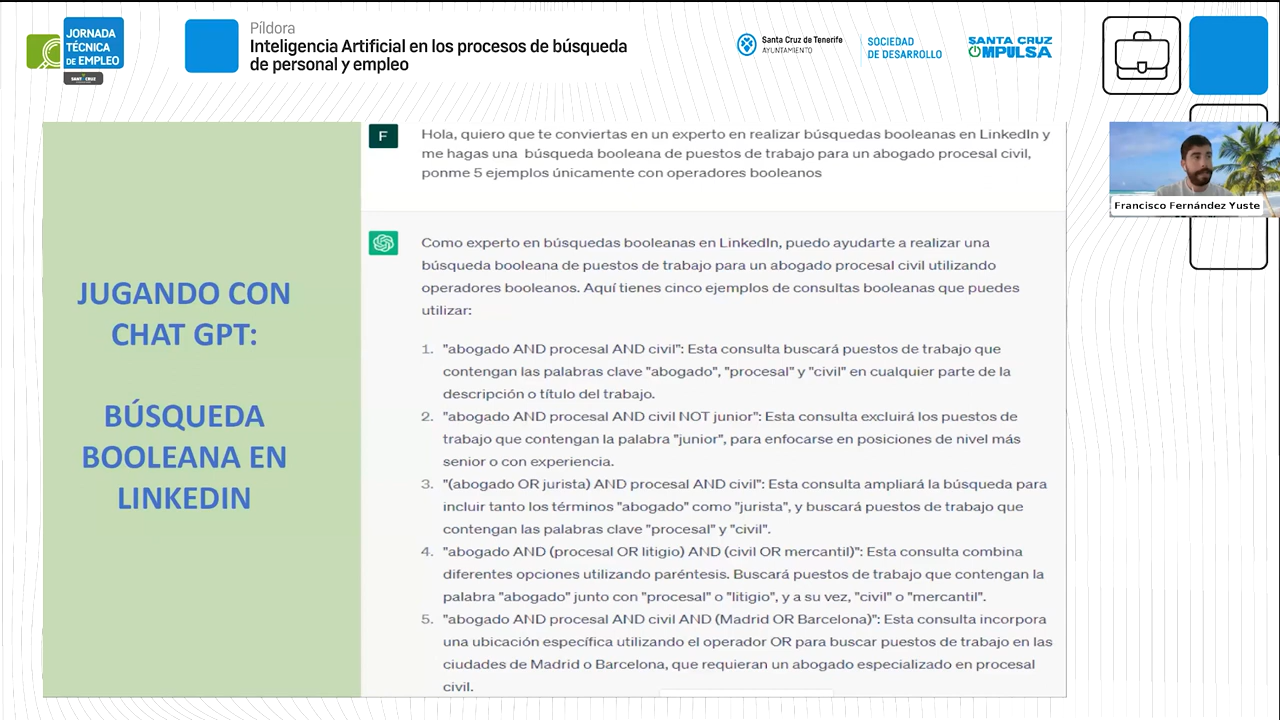 JORNADA
TÉCNICA
DE EMPLEO
Píldora
Inteligencia Artificial en los procesos de búsqueda
de personal y empleo
Santa Cruz de Tenerife
AYUNTAMIENTO
SOCIEDAD
DE DESARROLLO
SANTA CRUZ
IMPULSA
Francisco Fernández Yuste
JUGANDO CON
CHAT GPT:
BÚSQUEDA
BOOLEANA EN
LINKEDIN
F
Hola, quiero que te conviertas en un experto en realizar búsquedas booleanas en LinkedIn y
me hagas una búsqueda booleana de puestos de trabajo para un abogado procesal civil,
ponme 5 ejemplos únicamente con operadores booleanos
Como experto en búsquedas booleanas en LinkedIn, puedo ayudarte a realizar una
búsqueda booleana de puestos de trabajo para un abogado procesal civil utilizando
operadores booleanos. Aquí tienes cinco ejemplos de consultas booleanas que puedes
utilizar:
1. "abogado AND procesal AND civil": Esta consulta buscará puestos de trabajo que
contengan las palabras clave "abogado", "procesal" y "civil" en cualquier parte de la
descripción o título del trabajo.
2. "abogado AND procesal AND civil NOT junior": Esta consulta excluirá los puestos de
trabajo que contengan la palabra "junior", para enfocarse en posiciones de nivel más
senior o con experiencia.
3. "(abogado OR jurista) AND procesal AND civil": Esta consulta ampliará la búsqueda para
incluir tanto los términos "abogado" como "jurista", y buscará puestos de trabajo que
contengan las palabras clave "procesal" y "civil".
4. "abogado AND (procesal OR litigio) AND (civil OR mercantil)": Esta consulta combina
diferentes opciones utilizando paréntesis. Buscará puestos de trabajo que contengan la
palabra "abogado" junto con "procesal" o "litigio", y a su vez, "civil" o "mercantil".
5. "abogado AND procesal AND civil AND (Madrid OR Barcelona)": Esta consulta incorpora
una ubicación específica utilizando el operador OR para buscar puestos de trabajo en las
ciudades de Madrid o Barcelona, que requieran un abogado especializado en procesal
civil.